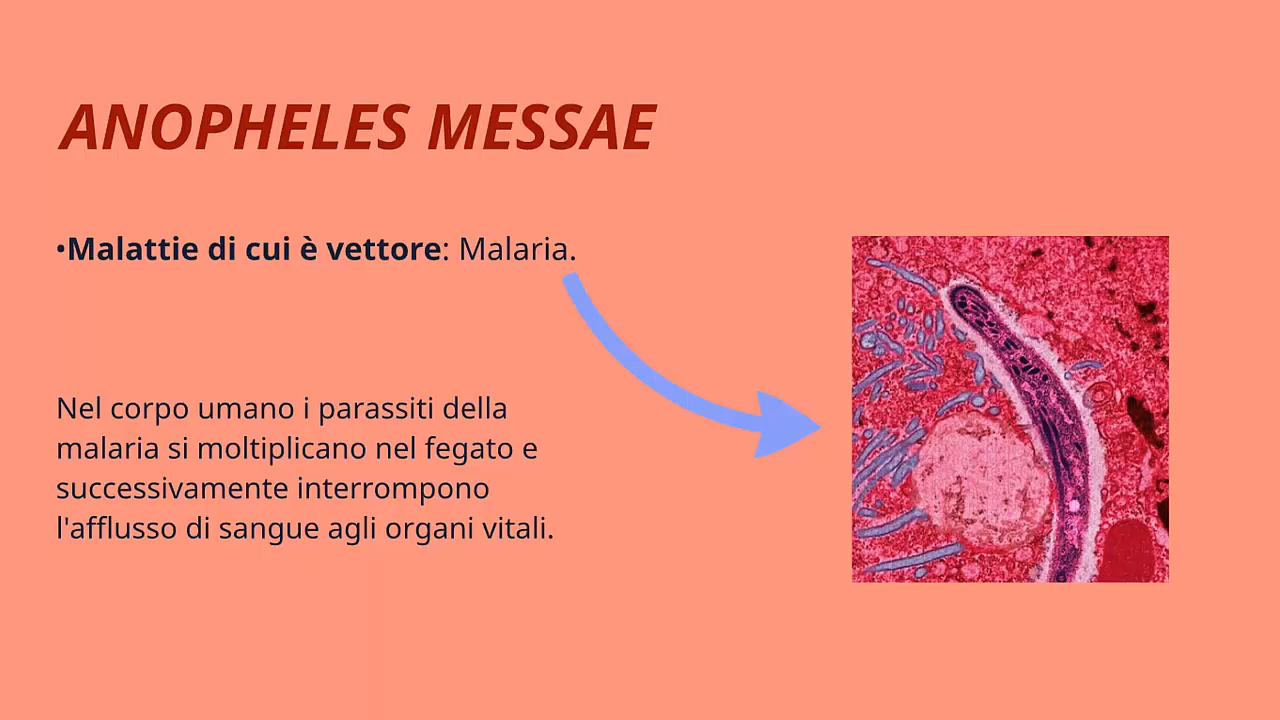 ANOPHELES MESSAE
•Malattie di cui è vettore: Malaria.
Nel corpo umano i parassiti della
malaria si moltiplicano nel fegato e
successivamente interrompono
l'afflusso di sangue agli organi vitali.